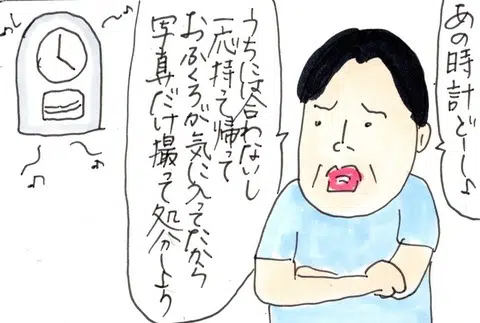 あの時計どーしよ
うちには合わないし
一応持って帰って
おふくろが気に入ってたから
写真だけ撮って処分しよう